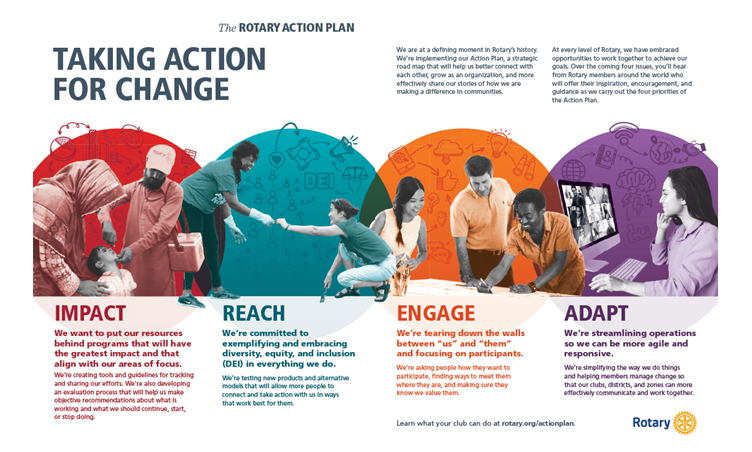 The ROTARY ACTION PLAN
TAKING ACTION
FOR CHANGE
We are at a defining moment in Rotary's history.
We're implementing our Action Plan, a strategic
road map that will help us better connect with
each other, grow as an organization, and more
effectively share our stories of how we are
making a difference in communities.
At every level of Rotary, we have embraced
opportunities to work together to achieve our
goals. Over the coming four issues, you'll hear
from Rotary members around the world who
will offer their inspiration, encouragement, and
guidance as we carry out the four priorities of
the Action Plan.
DEI
IMPACT
We want to put our resources
behind programs that will have
the greatest impact and that
align with our areas of focus.
We're creating tools and guidelines for tracking
and sharing our efforts. We're also developing
an evaluation process that will help us make
objective recommendations about what is
working and what we should continue, start,
or stop doing.
REACH
We're committed to
exemplifying and embracing
diversity, equity, and inclusion
(DEI) in everything we do.
We're testing new products and alternative
models that will allow more people to
connect and take action with us in ways
that work best for them.
ENGAGE
We're tearing down the walls
between "us" and "them"
and focusing on participants.
We're asking people how they want to
participate, finding ways to meet them
where they are, and making sure they
know we value them.
ADAPT
We're streamlining operations
so we can be more agile and
responsive.
We're simplifying the way we do things
and helping members manage change so
that our clubs, districts, and zones can more
effectively communicate and work together.
Learn what your club can do at rotary.org/actionplan.
Rotary